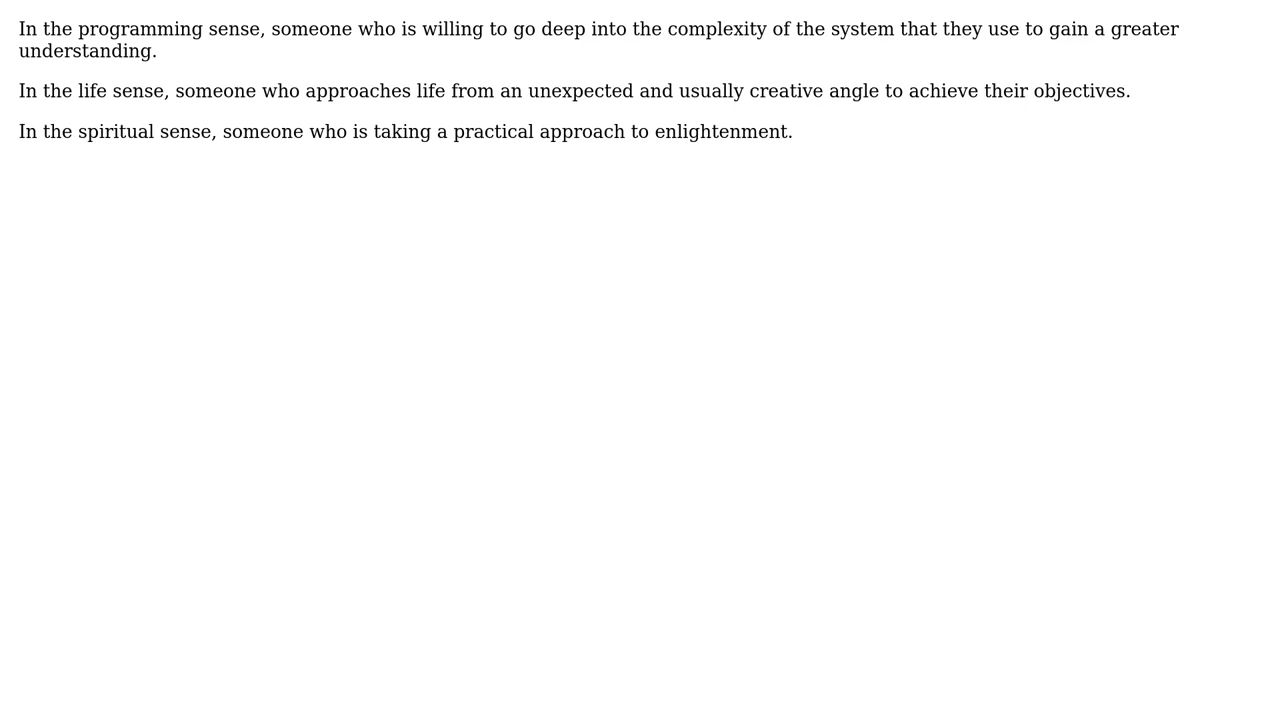 In the programming sense, someone who is willing to go deep into the complexity of the system that they use to gain a greater
understanding.
In the life sense, someone who approaches life from an unexpected and usually creative angle to achieve their objectives.
In the spiritual sense, someone who is taking a practical approach to enlightenment.